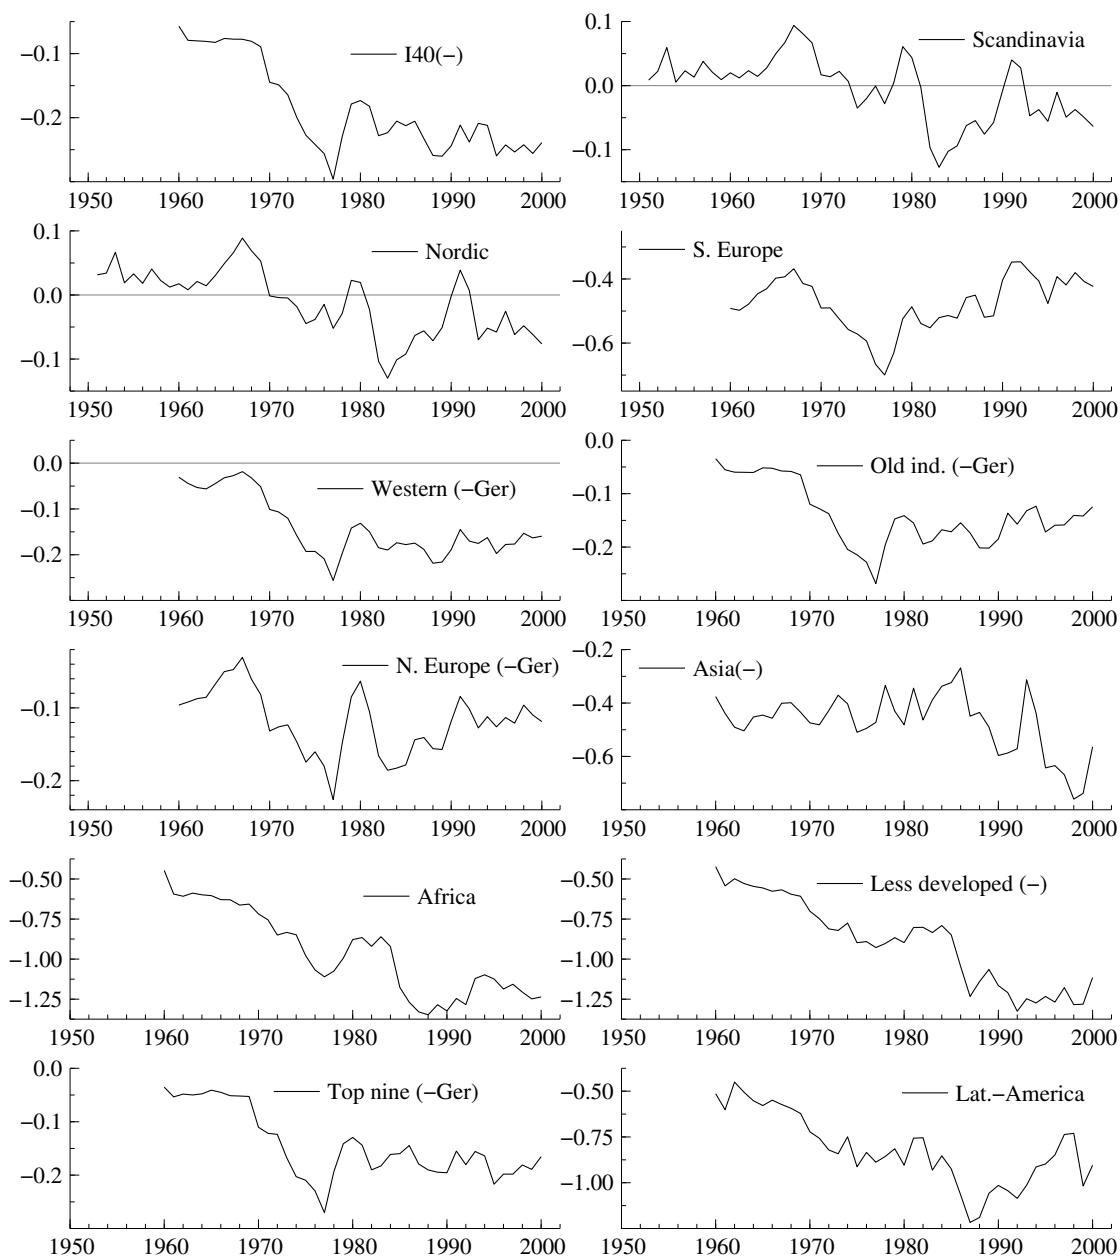 −0.1
−0.2
I40(−)
1950 1960 1970 1980 1990 2000
0.1
0.0
−0.1
Scandinavia
1950 1960 1970 1980 1990 2000
0.1
0.0
−0.1
Nordic
1950 1960 1970 1980 1990 2000
−0.4
−0.6
S. Europe
1950 1960 1970 1980 1990 2000
0.0
−0.1
−0.2
Western (−Ger)
1950 1960 1970 1980 1990 2000
0.0
−0.1
−0.2
Old ind. (−Ger)
1950 1960 1970 1980 1990 2000
−0.1
−0.2
N. Europe (−Ger)
1950 1960 1970 1980 1990 2000
−0.2
−0.4
−0.6
Asia(−)
1950 1960 1970 1980 1990 2000
−0.50
−0.75
−1.00
−1.25
Africa
1950 1960 1970 1980 1990 2000
−0.50
−0.75
−1.00
−1.25
Less developed (−)
1950 1960 1970 1980 1990 2000
0.0
−0.1
−0.2
Top nine (−Ger)
1950 1960 1970 1980 1990 2000
−0.50
−0.75
−1.00
Lat.−America
1950 1960 1970 1980 1990 2000